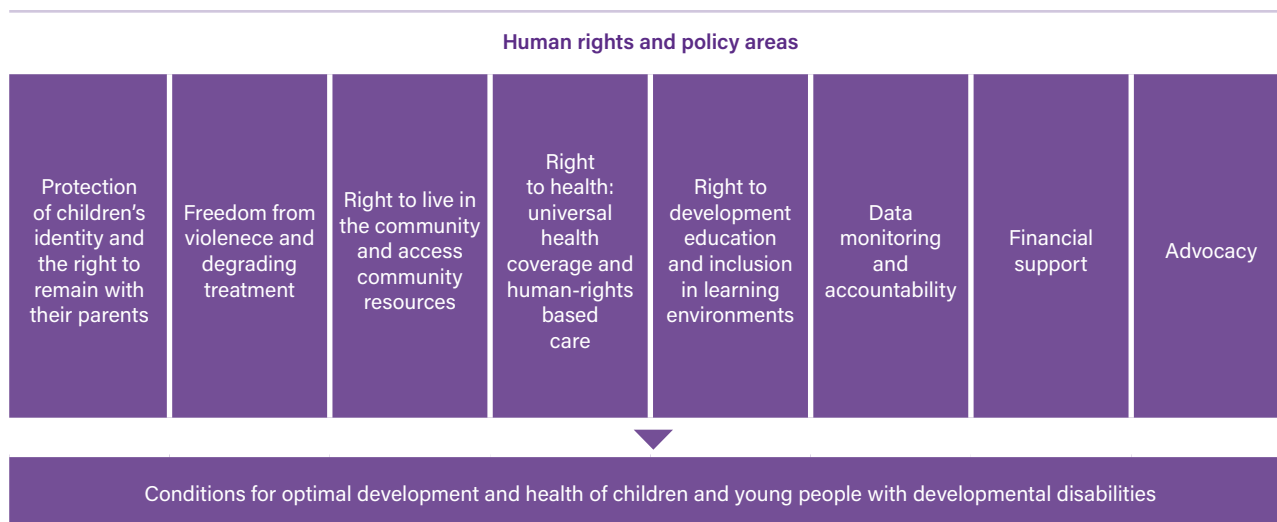 Human rights and policy areas
Protection
of children's
identity and
the right to
remain with
their parents
Freedom from
violenece and
degrading
treatment
Right to live in
the community
and access
community
resources
Right
to health:
universal
health
coverage and
human-rights
based
care
Right to
development
education
and inclusion
in learning
environments
Data
monitoring
and
accountability
Financial
support
Advocacy
Conditions for optimal development and health of children and young people with developmental disabilities